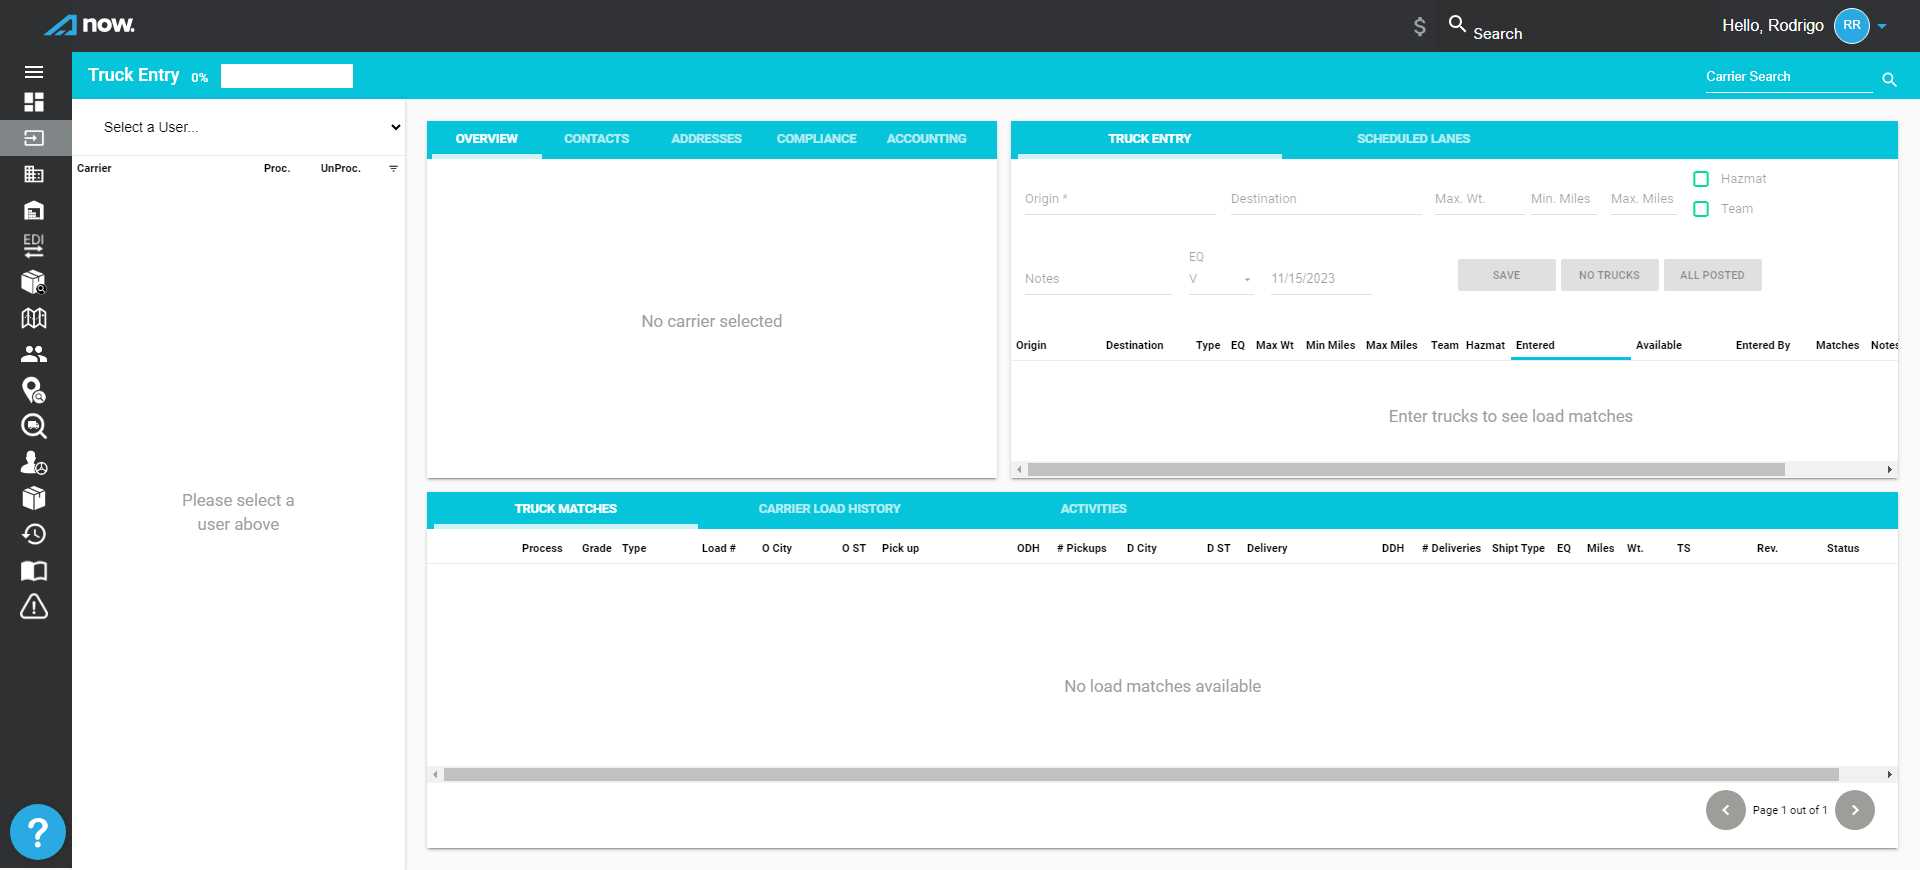 now.
$
Search
Hello, Rodrigo
RR
Truck Entry 0%
Carrier Search
Select a User...
Carrier Proc. UnProc.
EDI
Please select a
user above
?
OVERVIEW CONTACTS ADDRESSES COMPLIANCE ACCOUNTING
No carrier selected
TRUCK ENTRY SCHEDULED LANES
Origin * Destination Max. Wt. Min. Miles Max. Miles
Hazmat
Team
EQ
Notes V 11/15/2023
SAVE NO TRUCKS ALL POSTED
Origin Destination Type EQ Max Wt Min Miles Max Miles Team Hazmat Entered Available Entered By Matches Notes
Enter trucks to see load matches
TRUCK MATCHES CARRIER LOAD HISTORY ACTIVITIES
Process Grade Type Load # O City O ST Pick up ODH # Pickups D City D ST Delivery DDH # Deliveries Shipt Type EQ Miles Wt. TS Rev. Status
No load matches available
Page 1 out of 1